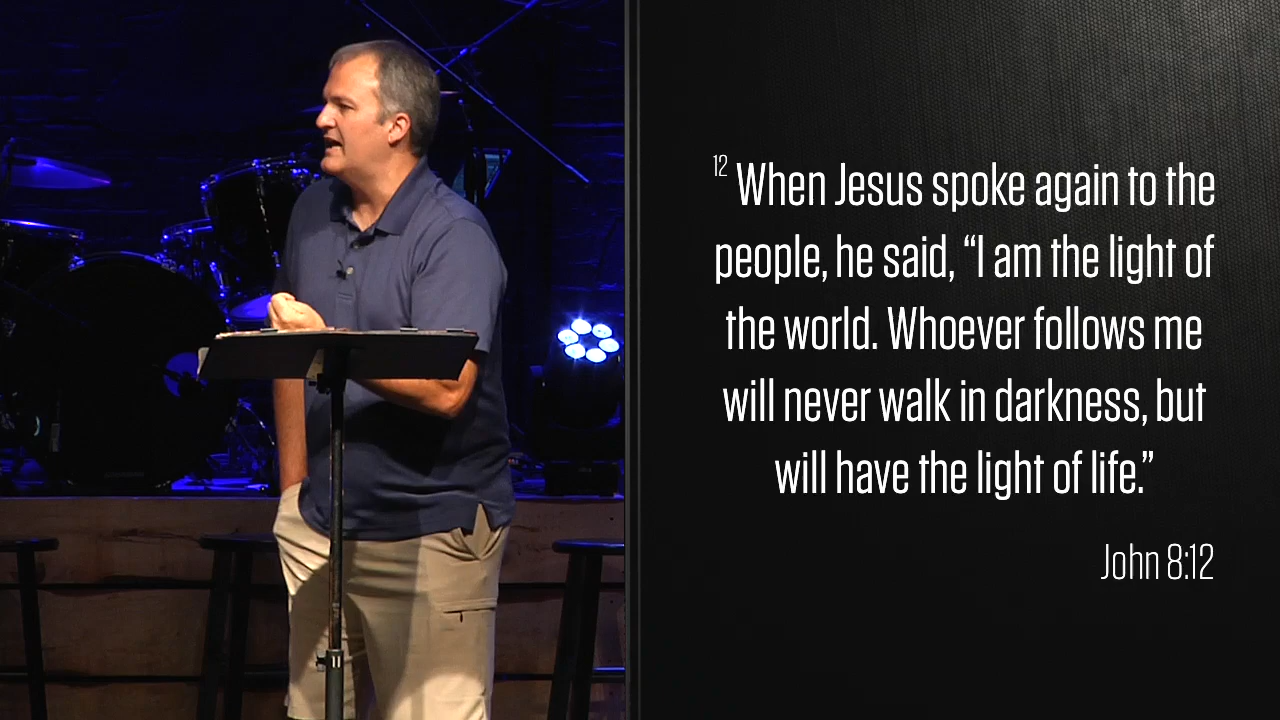 12 When Jesus spoke again to the
people, he said, “I am the light of
the world. Whoever follows me
will never walk in darkness, but
will have the light of life.”
John 8:12